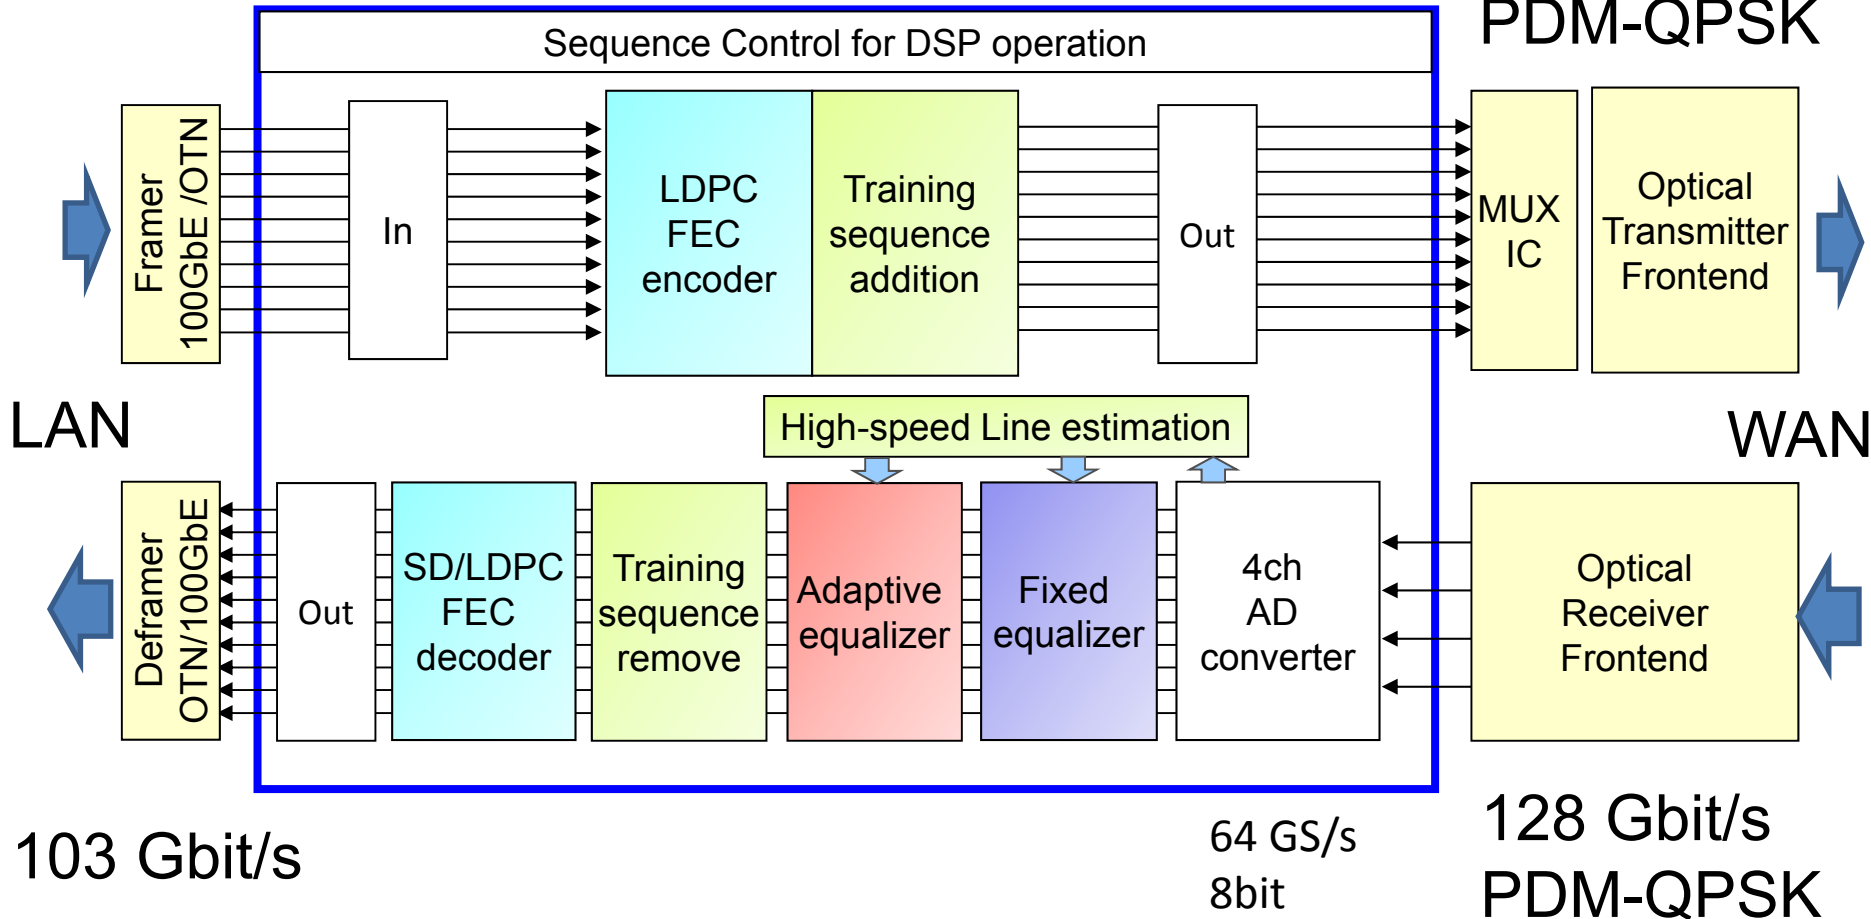 PDM-QPSK
Sequence Control for DSP operation
Framer
100GbE /OTN
In
LDPC
FEC
encoder
Training
sequence
addition
Out
MUX
IC
Optical
Transmitter
Frontend
LAN
High-speed Line estimation
WAN
Deframer
OTN/100GbE
Out
SD/LDPC
FEC
decoder
Training
sequence
remove
Adaptive
equalizer
Fixed
equalizer
4ch
AD
converter
Optical
Receiver
Frontend
103 Gbit/s
64 GS/s
8bit
128 Gbit/s
PDM-QPSK